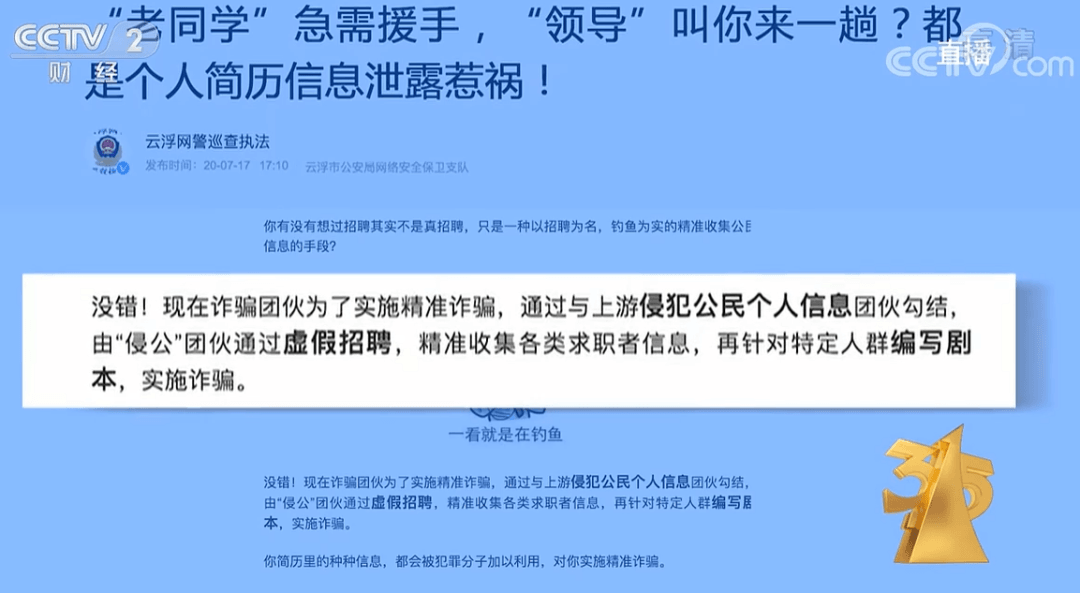 CCTV 2
财经
“老同学”急需援手，“领导”叫你来一趟？都
是个人简历信息泄露惹祸！
直播
CCTV.com
云浮网警巡查执法
发布时间：20-07-17 17:10 云浮市公安局网络安全保卫支队
你有没有想过招聘其实不是真招聘，只是一种以招聘为名，钓鱼为实的精准收集公民
信息的手段？
没错！现在诈骗团伙为了实施精准诈骗，通过与上游侵犯公民个人信息团伙勾结，
由“侵公”团伙通过虚假招聘，精准收集各类求职者信息，再针对特定人群编写剧
本，实施诈骗。
一看就是在钓鱼
315
没错！现在诈骗团伙为了实施精准诈骗，通过与上游侵犯公民个人信息团伙勾结，
由“侵公”团伙通过虚假招聘，精准收集各类求职者信息，再针对特定人群编写剧
本，实施诈骗。
你简历里的种种信息，都会被犯罪分子加以利用，对你实施精准诈骗。